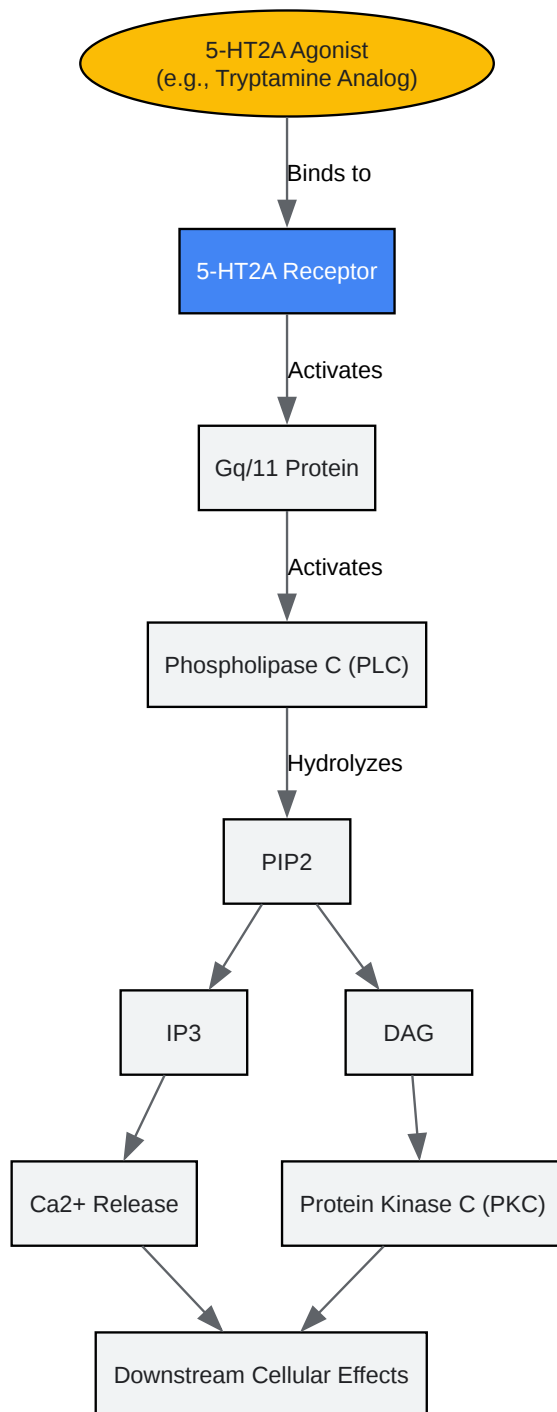 5-HT2A Agonist
(e.g., Tryptamine Analog)
Binds to
5-HT2A Receptor
Activates
Gq/11 Protein
Activates
Phospholipase C (PLC)
Hydrolyzes
PIP2
IP3
DAG
Ca2+ Release
Protein Kinase C (PKC)
Downstream Cellular Effects